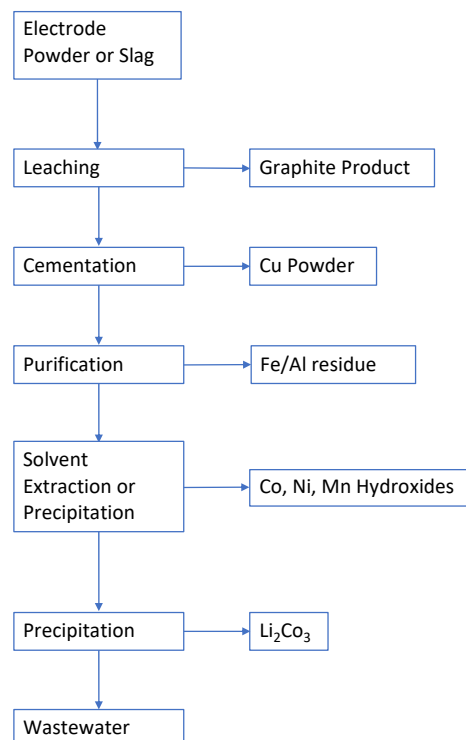 Electrode
Powder or Slag
Leaching
Graphite Product
Cementation
Cu Powder
Purification
Fe/Al residue
Solvent
Extraction or
Precipitation
Co, Ni, Mn Hydroxides
Precipitation
Li₂Co₃
Wastewater